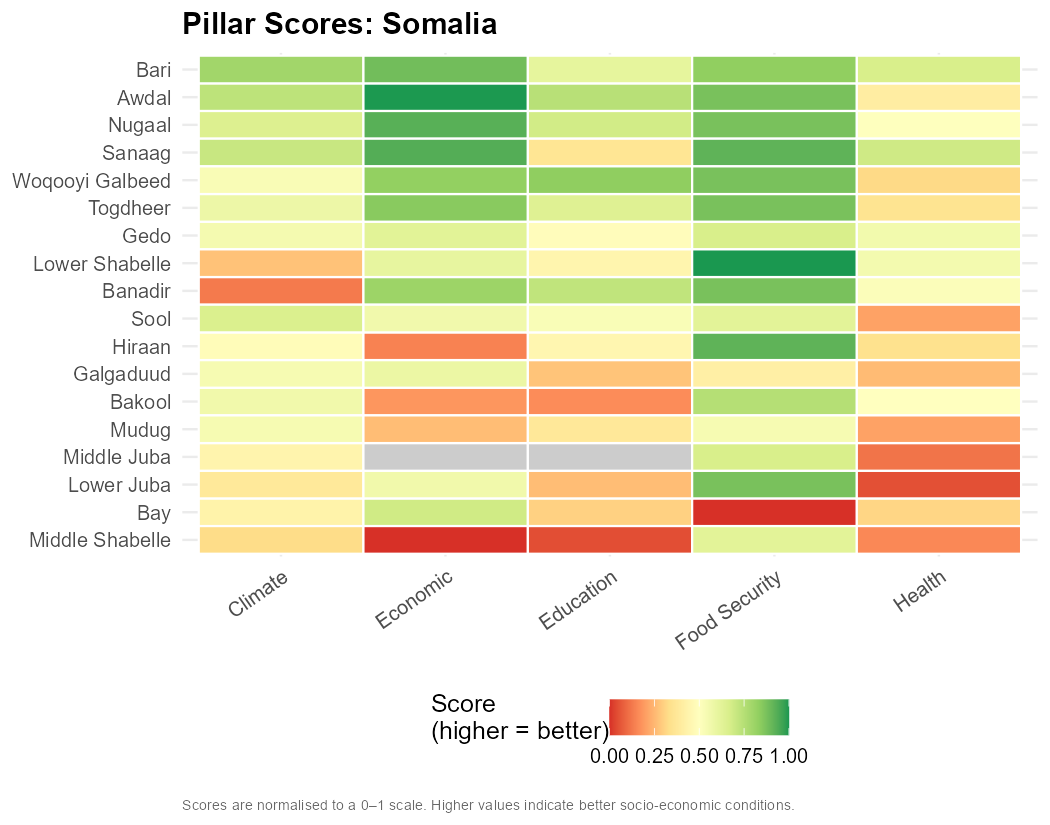 Pillar Scores: Somalia
Bari
Awdal
Nugaal
Sanaag
Woqooyi Galbeed
Togdheer
Gedo
Lower Shabelle
Banadir
Sool
Hiraan
Galgaduud
Bakool
Mudug
Middle Juba
Lower Juba
Bay
Middle Shabelle
Climate
Economic
Education
Food Security
Health
Score
(higher = better)
0.00 0.25 0.50 0.75 1.00
Scores are normalised to a 0–1 scale. Higher values indicate better socio-economic conditions.